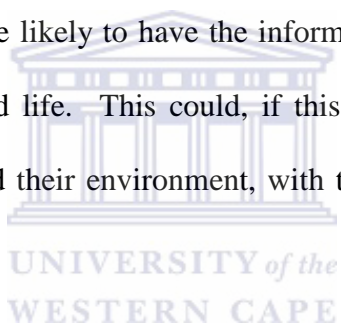 e likely to have the inform
d life. This could, if this
d their environment, with t
UNIVERSITY of the
WESTERN CAPE